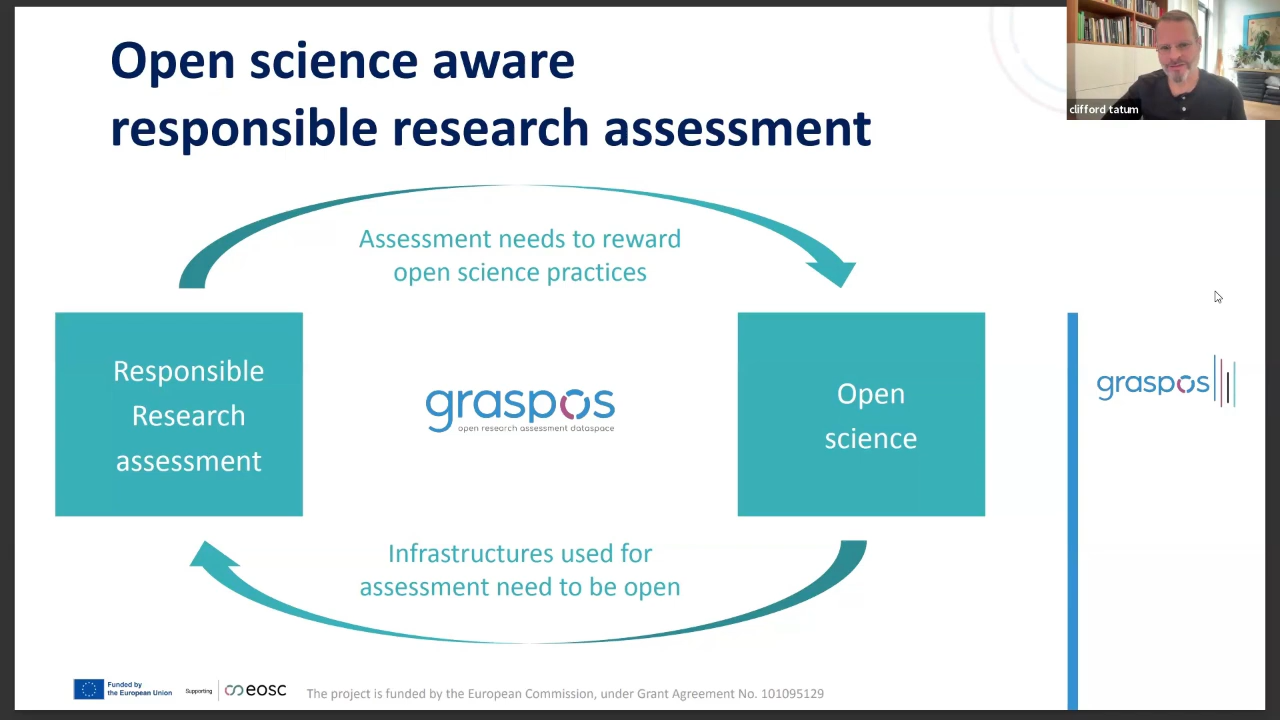 Open science aware
responsible research assessment
clifford tatum
Assessment needs to reward
open science practices
Responsible
Research
assessment
graspos
open research assessment dataspace
Open
science
graspos
Infrastructures used for
assessment need to be open
Funded by
the European Union
Supporting
eosc
The project is funded by the European Commission, under Grant Agreement No. 101095129